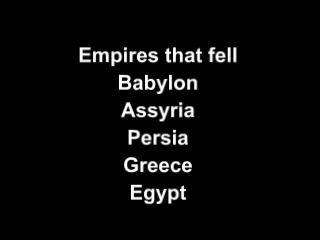 Empires that fell
Babylon
Assyria
Persia
Greece
Egypt